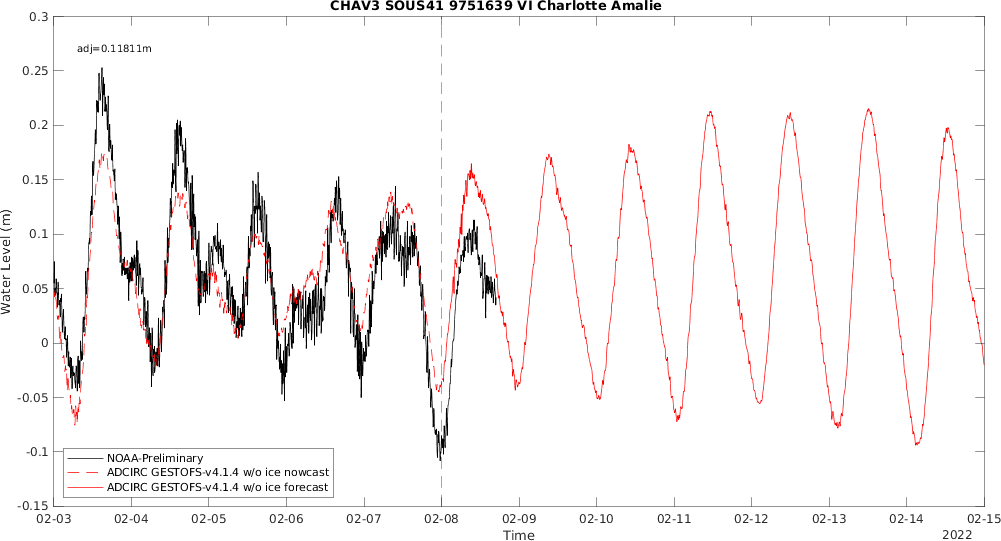 CHAV3 SOUS41 9751639 VI Charlotte Amalie
adj=0.11811m
Water Level (m)
0.3
0.25
0.2
0.15
0.1
0.05
0
-0.05
-0.1
-0.15
NOAA-Preliminary
ADCIRC GESTOFS-v4.1.4 w/o ice nowcast
ADCIRC GESTOFS-v4.1.4 w/o ice forecast
02-03 02-04 02-05 02-06 02-07 02-08 02-09 02-10 02-11 02-12 02-13 02-14 02-15
Time
2022